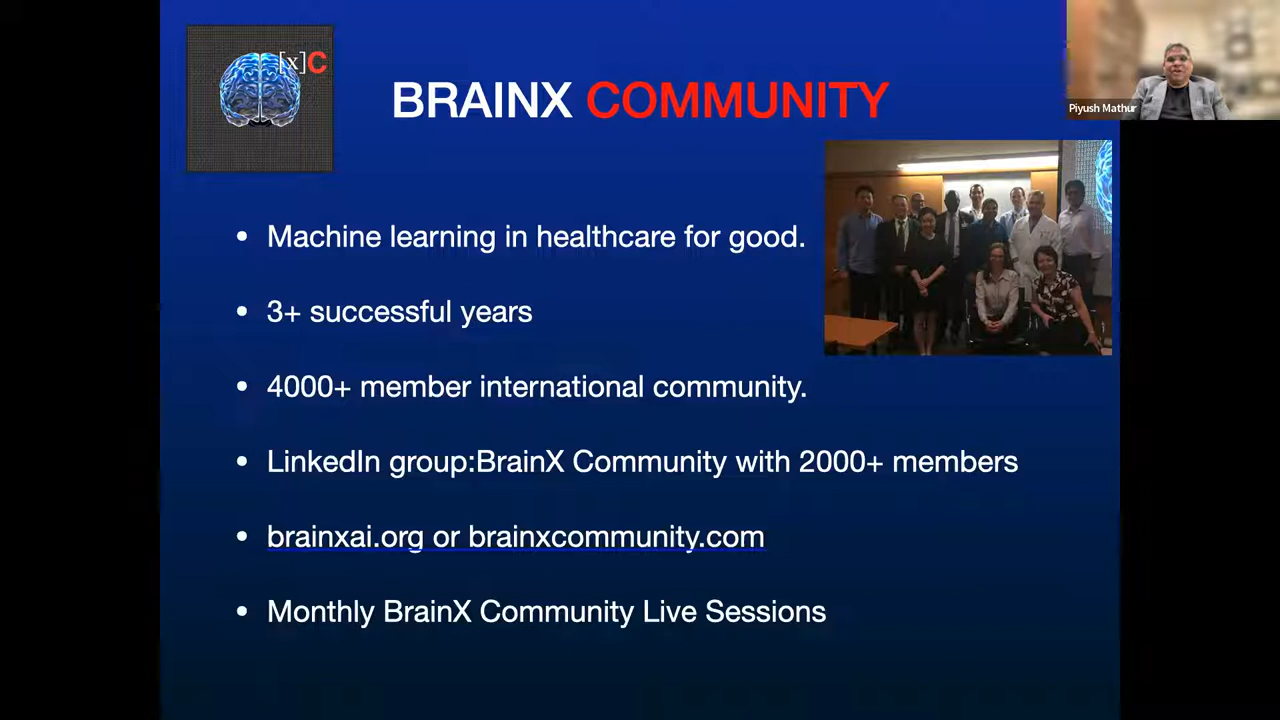 [x]C
BRAINX COMMUNITY
Piyush Mathur
Machine learning in healthcare for good.
3+ successful years
4000+ member international community.
LinkedIn group:BrainX Community with 2000+ members
brainxai.org or brainxcommunity.com
Monthly BrainX Community Live Sessions